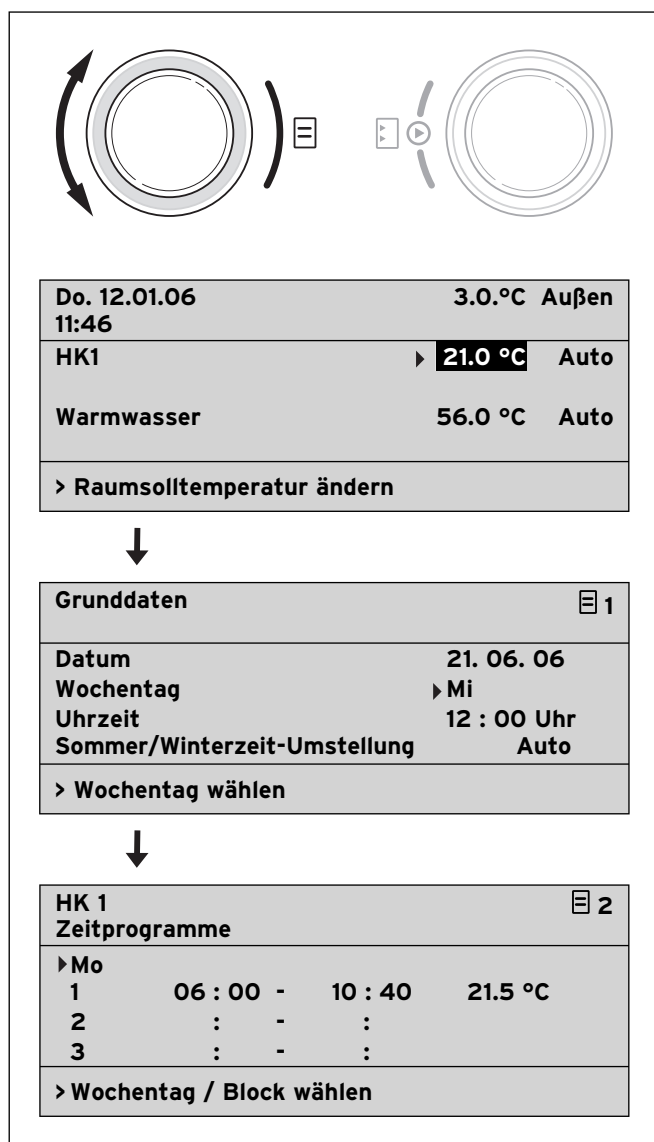 Do. 12.01.06 3.0.°C Außen
11:46
HK1 21.0 °C Auto
Warmwasser 56.0 °C Auto
> Raumsolltemperatur ändern
Grunddaten 1
Datum 21. 06. 06
Wochentag Mi
Uhrzeit 12 : 00 Uhr
Sommer/Winterzeit-Umstellung Auto
> Wochentag wählen
HK 1 2
Zeitprogramme
Mo
1 06 : 00 - 10 : 40 21.5 °C
2 : - :
3 : - :
> Wochentag / Block wählen